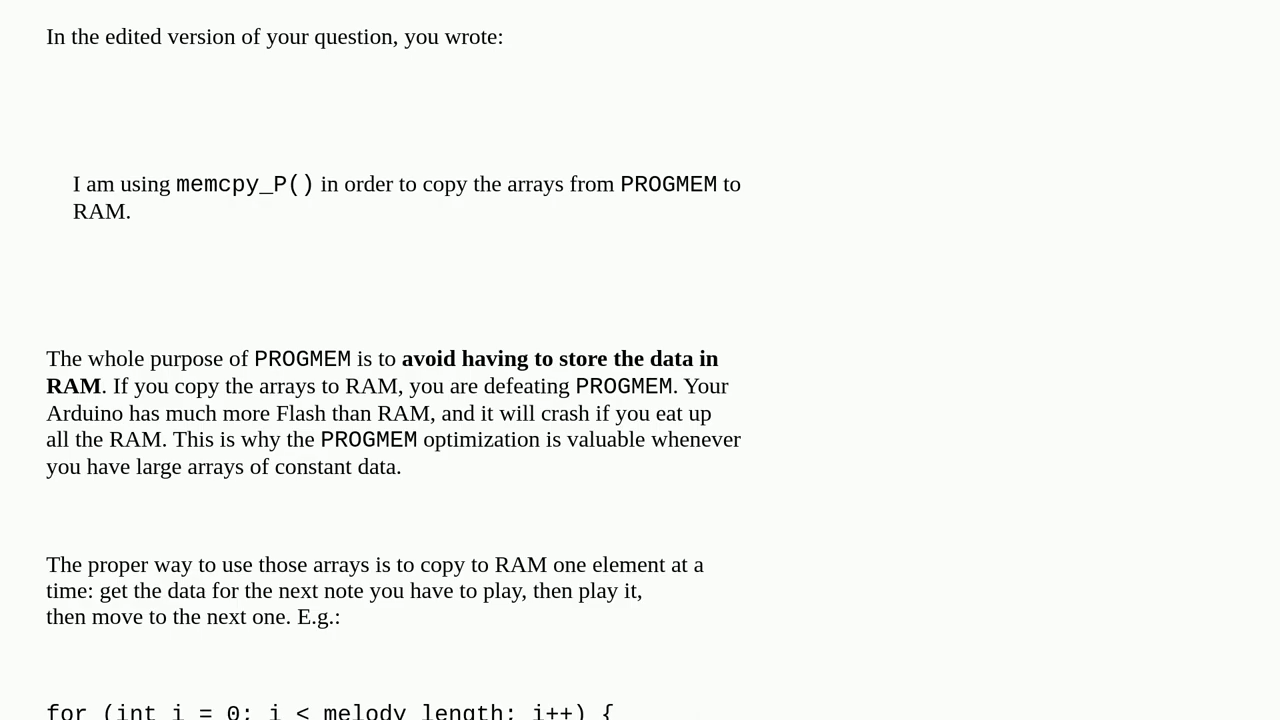 In the edited version of your question, you wrote:
I am using memcpy_P() in order to copy the arrays from PROGMEM to
RAM.
The whole purpose of PROGMEM is to avoid having to store the data in
RAM. If you copy the arrays to RAM, you are defeating PROGMEM. Your
Arduino has much more Flash than RAM, and it will crash if you eat up
all the RAM. This is why the PROGMEM optimization is valuable whenever
you have large arrays of constant data.
The proper way to use those arrays is to copy to RAM one element at a
time: get the data for the next note you have to play, then play it,
then move to the next one. E.g.:
for (int i = 0; i < melody_length; i++) {